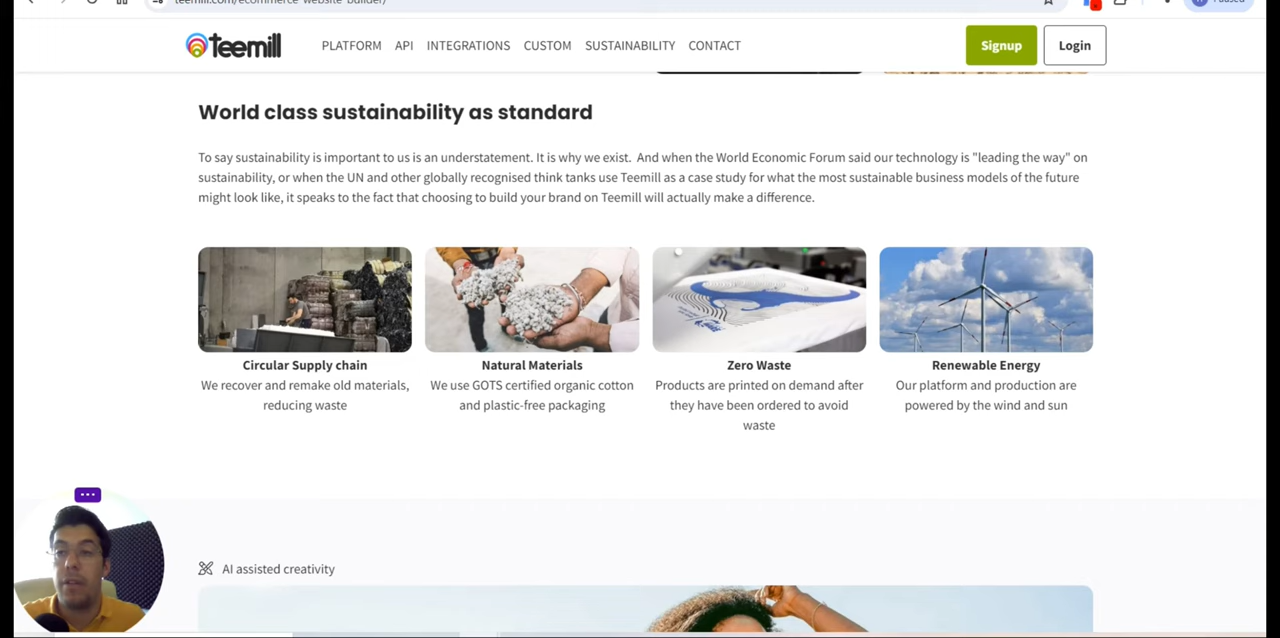 teemill.com/ecommerce-website-builder/
Paused
teemill
PLATFORM API INTEGRATIONS CUSTOM SUSTAINABILITY CONTACT
Signup Login
World class sustainability as standard
To say sustainability is important to us is an understatement. It is why we exist. And when the World Economic Forum said our technology is "leading the way" on
sustainability, or when the UN and other globally recognised think tanks use Teemill as a case study for what the most sustainable business models of the future
might look like, it speaks to the fact that choosing to build your brand on Teemill will actually make a difference.
Circular Supply chain
We recover and remake old materials,
reducing waste
Natural Materials
We use GOTS certified organic cotton
and plastic-free packaging
Zero Waste
Products are printed on demand after
they have been ordered to avoid
waste
Renewable Energy
Our platform and production are
powered by the wind and sun
AI assisted creativity